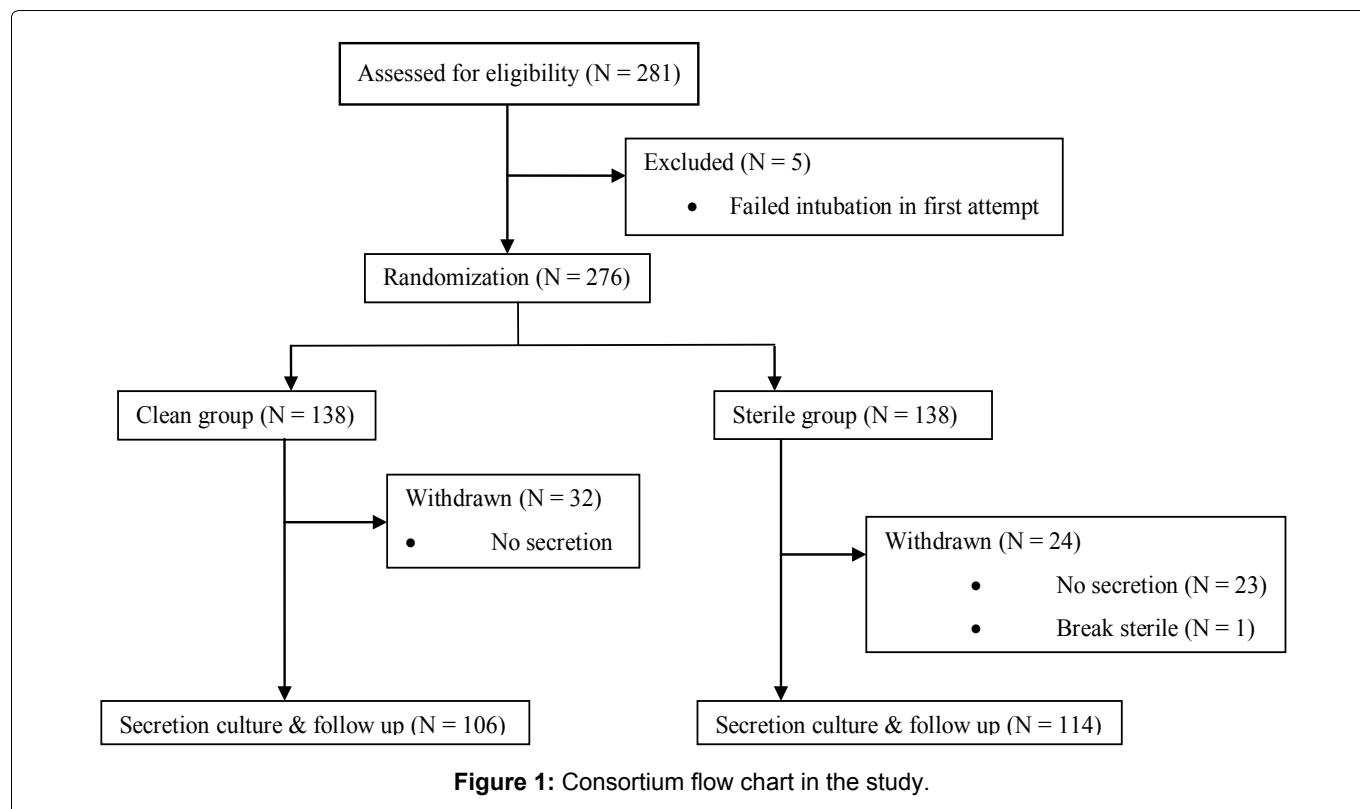 Assessed for eligibility (N = 281)
Excluded (N = 5)
• Failed intubation in first attempt
Randomization (N = 276)
Clean group (N = 138)
Sterile group (N = 138)
Withdrawn (N = 32)
• No secretion
Withdrawn (N = 24)
• No secretion (N = 23)
• Break sterile (N = 1)
Secretion culture & follow up (N = 106)
Secretion culture & follow up (N = 114)
Figure 1: Consortium flow chart in the study.